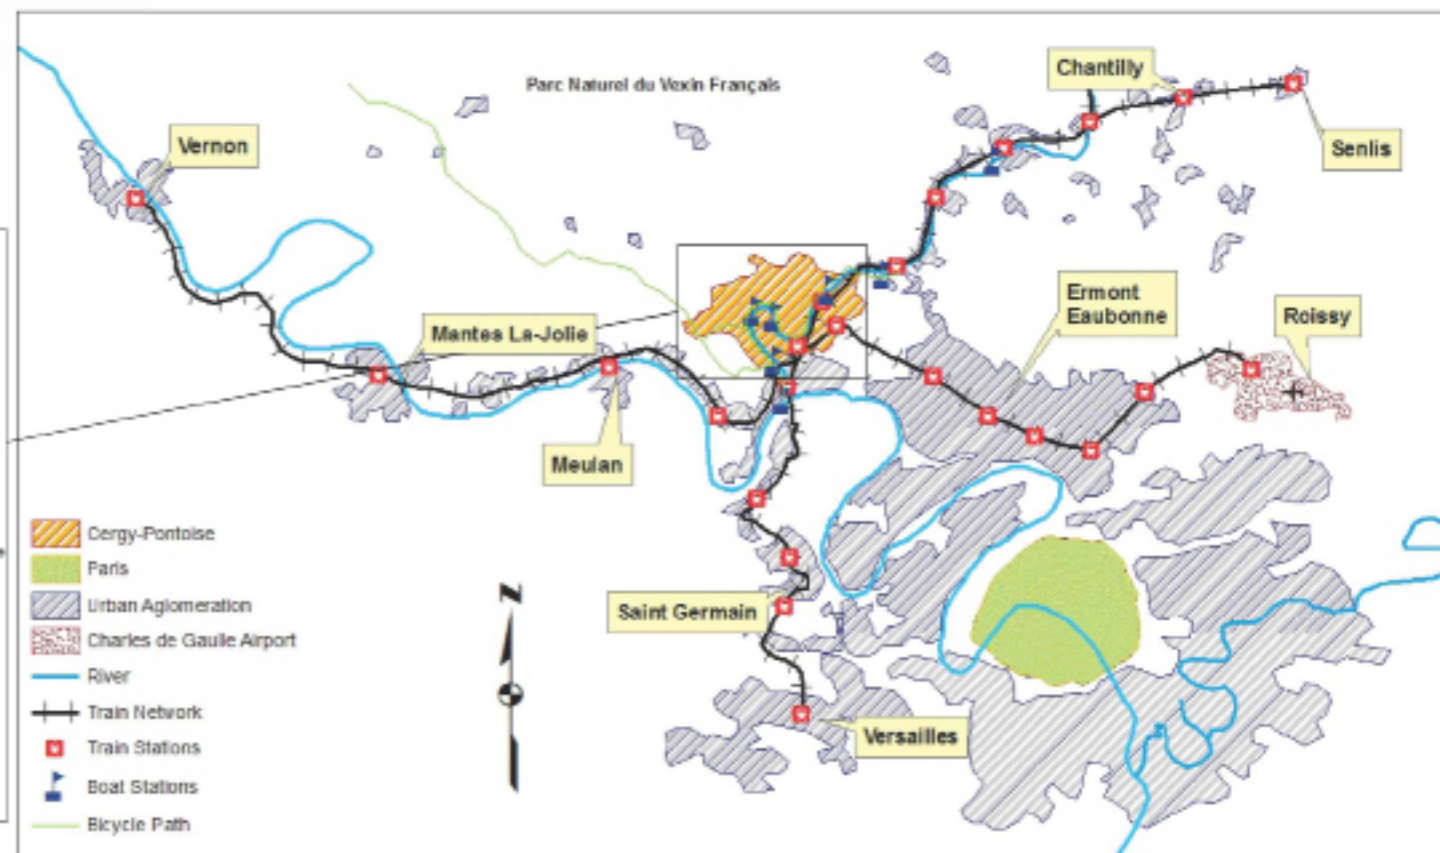 Parc Naturel du Vexin Français
Chantilly
Senlis
Vernon
Ermont
Eaubonne
Roissy
Mantes La-Jolie
Meulan
Saint Germain
Versailles
Cergy-Pontoise
Paris
Urban Aglomeration
Charles de Gaulle Airport
River
Train Network
Train Stations
Boat Stations
Bicycle Path
N